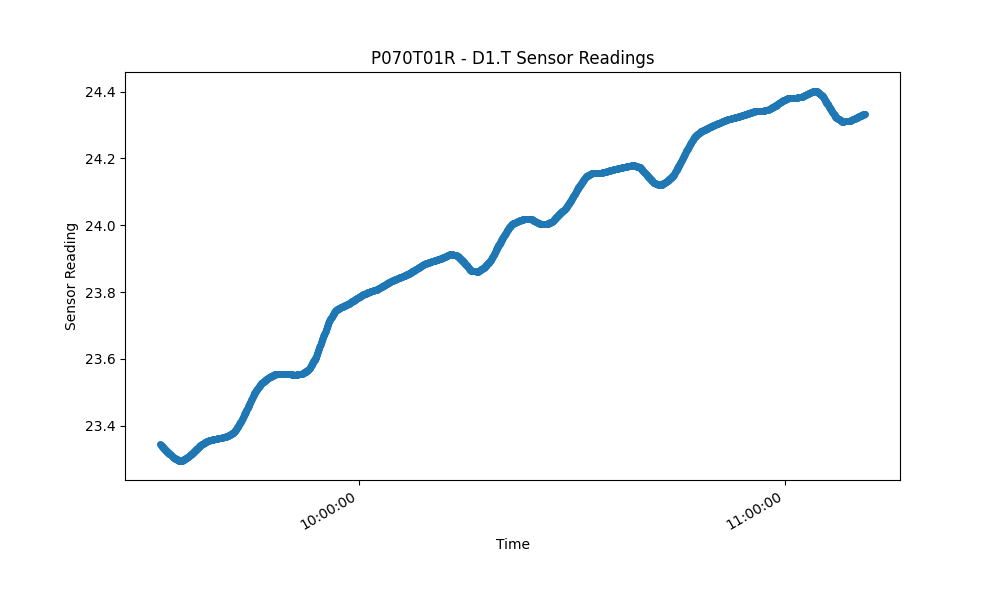 P070T01R - D1.T Sensor Readings
24.4
24.2
24.0
23.8
23.6
23.4
Sensor Reading
10:00:00
11:00:00
Time